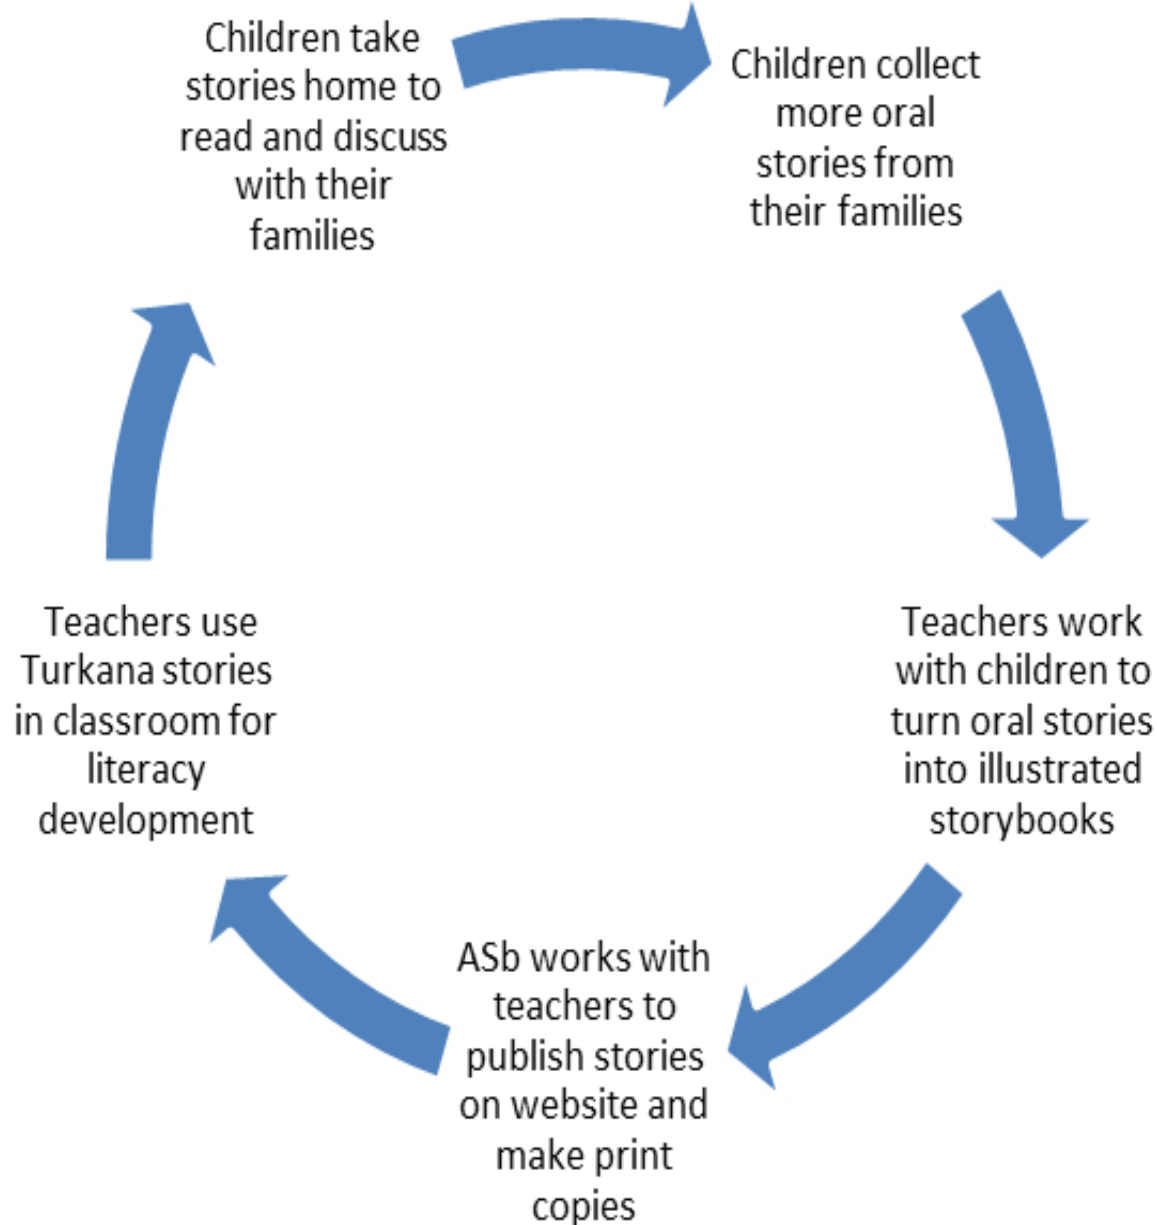 Children take
stories home to
read and discuss
with their
families
Children collect
more oral
stories from
their families
Teachers work
with children to
turn oral stories
into illustrated
storybooks
ASb works with
teachers to
publish stories
on website and
make print
copies
Teachers use
Turkana stories
in classroom for
literacy
development